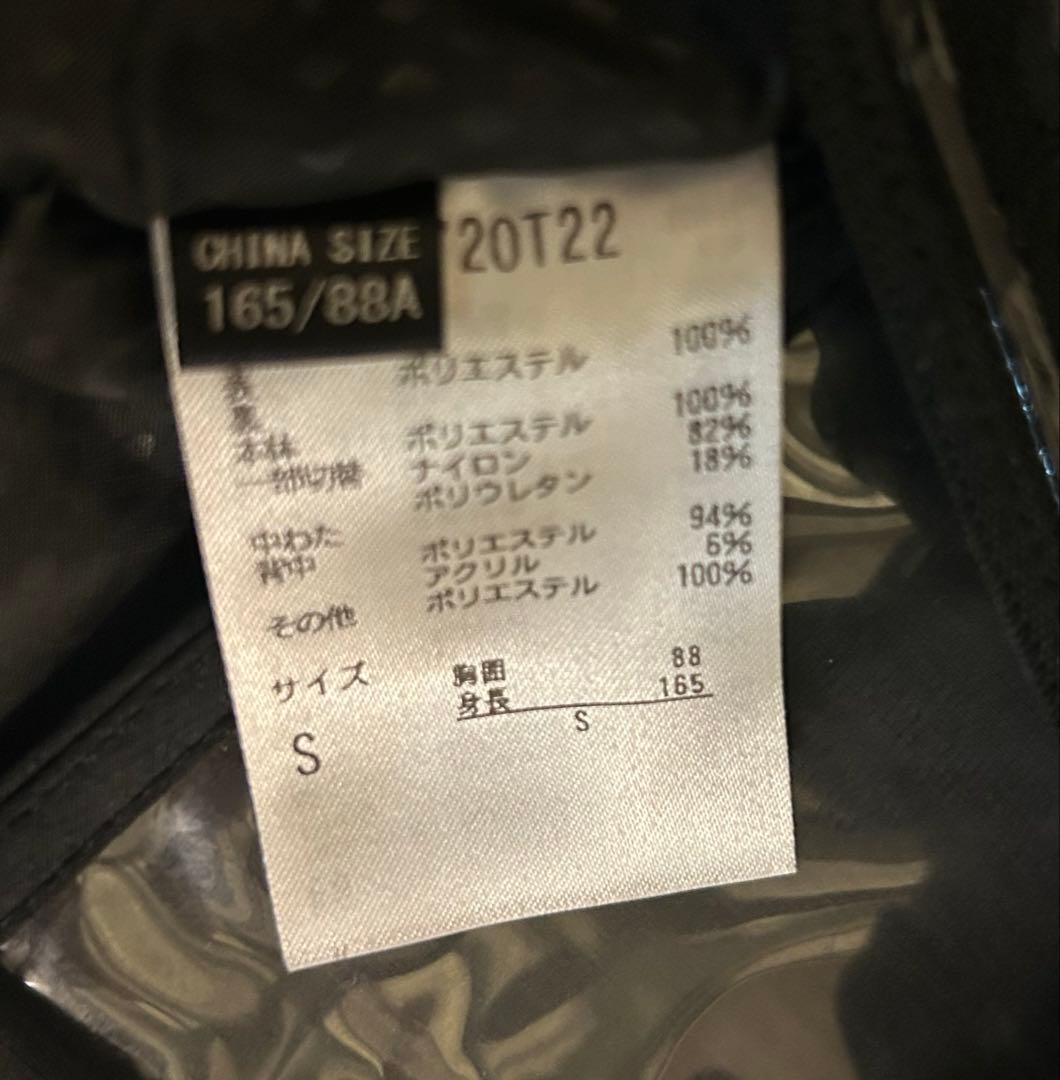 CHINA SIZE
165/88A
20T22
表 ポリエステル 100%
裏
本体 ポリエステル 100%
一部切替 ナイロン 82%
ポリウレタン 18%
中わた
背中 ポリエステル 94%
アクリル 6%
その他 ポリエステル 100%
サイズ 胸囲 88
身長 165
S
S